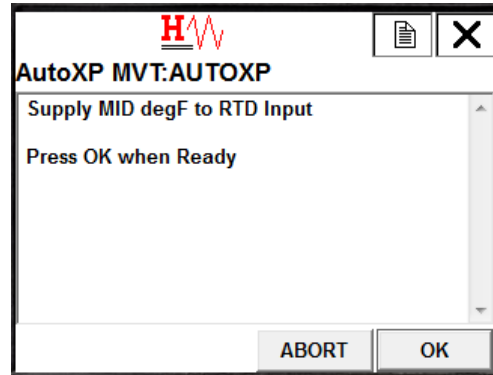 H
AutoXP MVT:AUTOXP
Supply MID degF to RTD Input
Press OK when Ready
ABORT OK